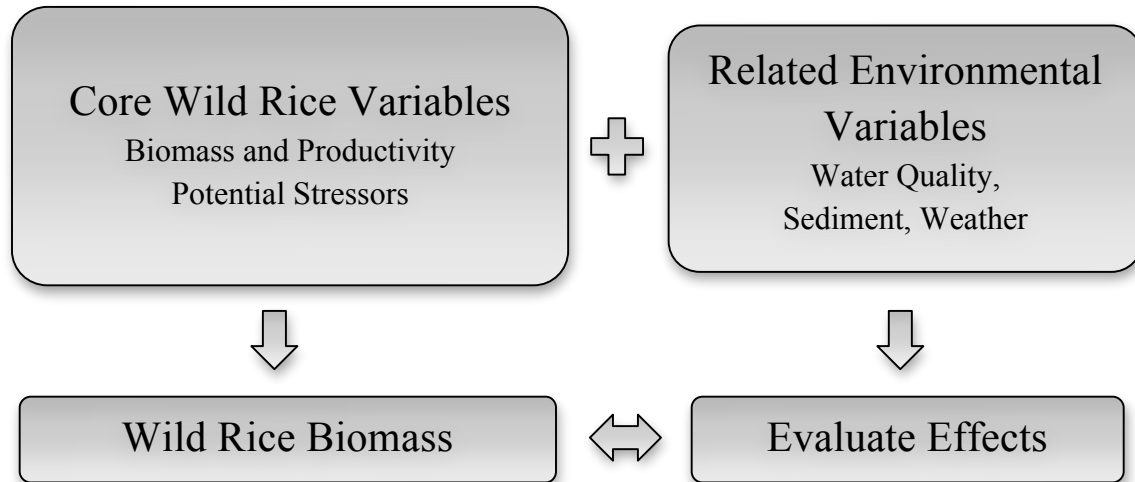 Core Wild Rice Variables
Biomass and Productivity
Potential Stressors
Related Environmental
Variables
Water Quality,
Sediment, Weather
Wild Rice Biomass
Evaluate Effects